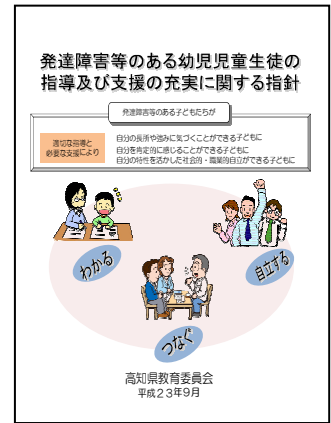 発達障害等のある幼児児童生徒の
指導及び支援の充実に関する指針
発達障害等のある子どもたちが
適切な指導と
必要な支援により
自分の長所や強みに気づくことができる子どもに
自分を肯定的に感じることができる子どもに
自分の特性を活かした社会的・職業的自立ができる子どもに
わかる
自立する
つなぐ
高知県教育委員会
平成23年9月